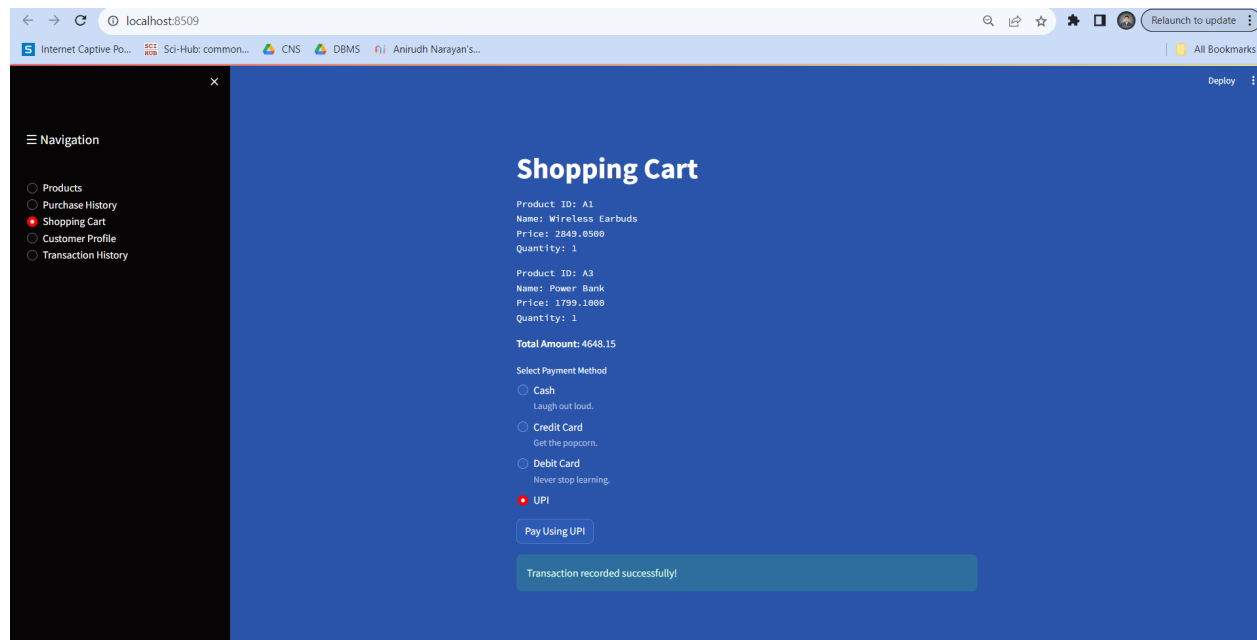 localhost:8509
Relaunch to update
Internet Captive Po...
SCI HUB
Sci-Hub: common...
CNS
DBMS
Anirudh Narayan's...
All Bookmarks
Deploy
Navigation
Products
Purchase History
Shopping Cart
Customer Profile
Transaction History
Shopping Cart
Product ID: A1
Name: Wireless Earbuds
Price: 2849.0500
Quantity: 1
Product ID: A3
Name: Power Bank
Price: 1799.1000
Quantity: 1
Total Amount: 4648.15
Select Payment Method
Cash
Laugh out loud.
Credit Card
Get the popcorn.
Debit Card
Never stop learning.
UPI
Pay Using UPI
Transaction recorded successfully!